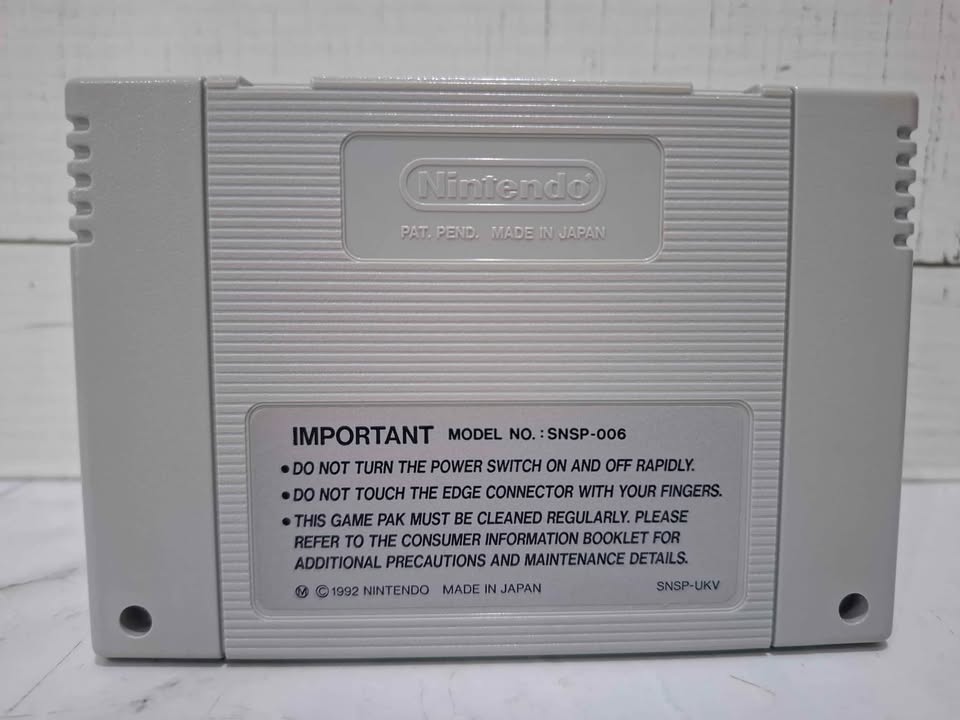 Nintendo®
PAT. PEND. MADE IN JAPAN
IMPORTANT MODEL NO. : SNSP-006
• DO NOT TURN THE POWER SWITCH ON AND OFF RAPIDLY.
• DO NOT TOUCH THE EDGE CONNECTOR WITH YOUR FINGERS.
• THIS GAME PAK MUST BE CLEANED REGULARLY. PLEASE
REFER TO THE CONSUMER INFORMATION BOOKLET FOR
ADDITIONAL PRECAUTIONS AND MAINTENANCE DETAILS.
Ⓜ © 1992 NINTENDO MADE IN JAPAN SNSP-UKV